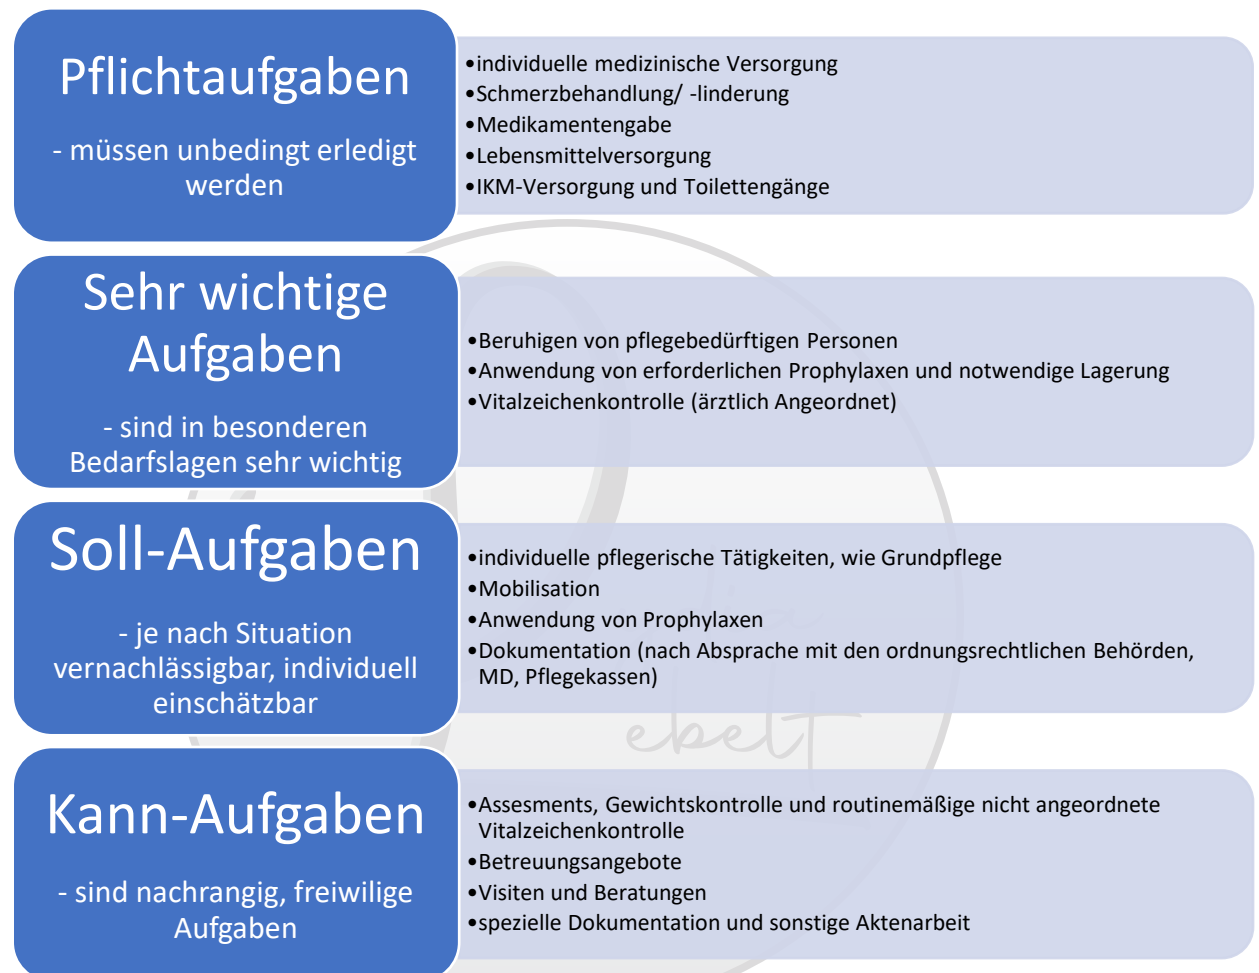 Pflichtaufgaben
- müssen unbedingt erledigt
werden
•individuelle medizinische Versorgung
•Schmerzbehandlung/ -linderung
•Medikamentengabe
•Lebensmittelversorgung
•IKM-Versorgung und Toilettengänge
Sehr wichtige
Aufgaben
- sind in besonderen
Bedarfslagen sehr wichtig
•Beruhigen von pflegebedürftigen Personen
•Anwendung von erforderlichen Prophylaxen und notwendige Lagerung
•Vitalzeichenkontrolle (ärztlich Angeordnet)
Soll-Aufgaben
- je nach Situation
vernachlässigbar, individuell
einschätzbar
•individuelle pflegerische Tätigkeiten, wie Grundpflege
•Mobilisation
•Anwendung von Prophylaxen
•Dokumentation (nach Absprache mit den ordnungsrechtlichen Behörden,
MD, Pflegekassen)
ebelt
Kann-Aufgaben
- sind nachrangig, freiwilige
Aufgaben
•Assesments, Gewichtskontrolle und routinemäßige nicht angeordnete
Vitalzeichenkontrolle
•Betreuungsangebote
•Visiten und Beratungen
•spezielle Dokumentation und sonstige Aktenarbeit